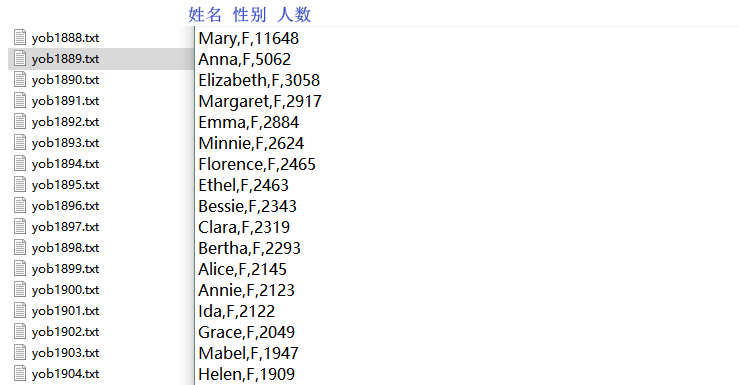 姓名 性别 人数
yob1888.txt
yob1889.txt
yob1890.txt
yob1891.txt
yob1892.txt
yob1893.txt
yob1894.txt
yob1895.txt
yob1896.txt
yob1897.txt
yob1898.txt
yob1899.txt
yob1900.txt
yob1901.txt
yob1902.txt
yob1903.txt
yob1904.txt
Mary,F,11648
Anna,F,5062
Elizabeth,F,3058
Margaret,F,2917
Emma,F,2884
Minnie,F,2624
Florence,F,2465
Ethel,F,2463
Bessie,F,2343
Clara,F,2319
Bertha,F,2293
Alice,F,2145
Annie,F,2123
Ida,F,2122
Grace,F,2049
Mabel,F,1947
Helen,F,1909